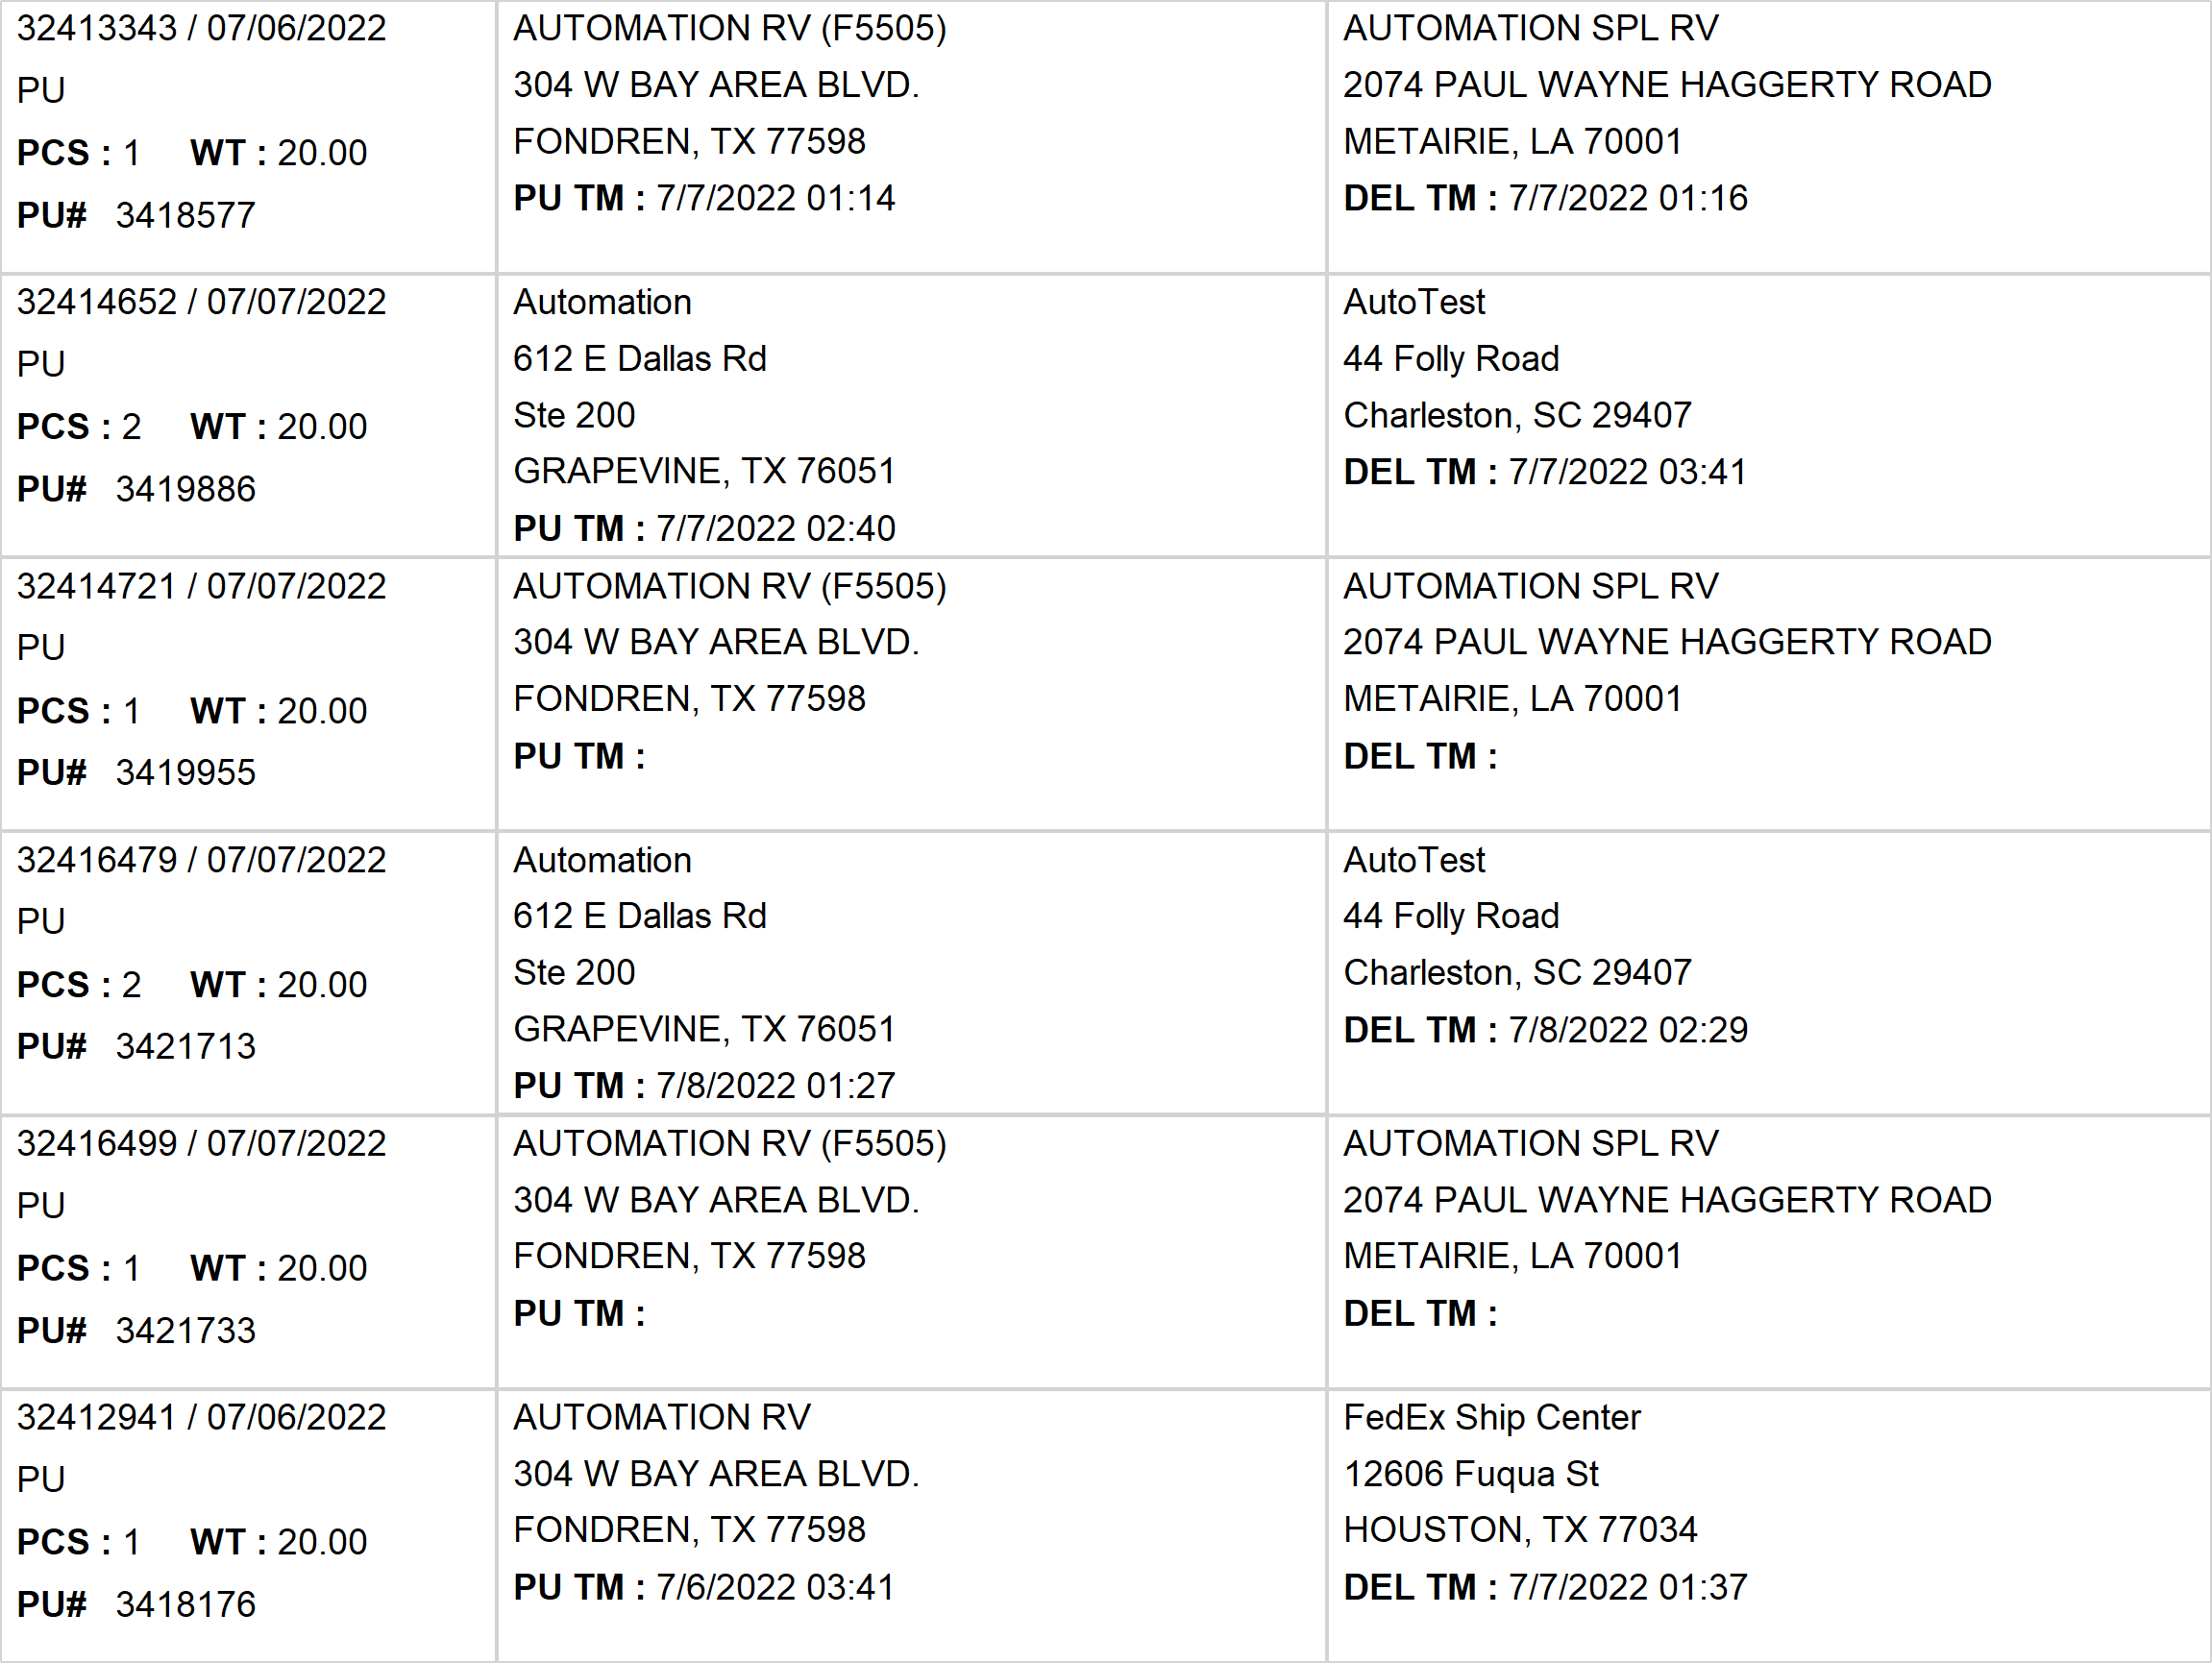 32413343 / 07/06/2022
PU
PCS : 1 WT : 20.00
PU# 3418577
AUTOMATION RV (F5505)
304 W BAY AREA BLVD.
FONDREN, TX 77598
PU TM : 7/7/2022 01:14
AUTOMATION SPL RV
2074 PAUL WAYNE HAGGERTY ROAD
METAIRIE, LA 70001
DEL TM : 7/7/2022 01:16
32414652 / 07/07/2022
PU
PCS : 2 WT : 20.00
PU# 3419886
Automation
612 E Dallas Rd
Ste 200
GRAPEVINE, TX 76051
PU TM : 7/7/2022 02:40
AutoTest
44 Folly Road
Charleston, SC 29407
DEL TM : 7/7/2022 03:41
32414721 / 07/07/2022
PU
PCS : 1 WT : 20.00
PU# 3419955
AUTOMATION RV (F5505)
304 W BAY AREA BLVD.
FONDREN, TX 77598
PU TM :
AUTOMATION SPL RV
2074 PAUL WAYNE HAGGERTY ROAD
METAIRIE, LA 70001
DEL TM :
32416479 / 07/07/2022
PU
PCS : 2 WT : 20.00
PU# 3421713
Automation
612 E Dallas Rd
Ste 200
GRAPEVINE, TX 76051
PU TM : 7/8/2022 01:27
AutoTest
44 Folly Road
Charleston, SC 29407
DEL TM : 7/8/2022 02:29
32416499 / 07/07/2022
PU
PCS : 1 WT : 20.00
PU# 3421733
AUTOMATION RV (F5505)
304 W BAY AREA BLVD.
FONDREN, TX 77598
PU TM :
AUTOMATION SPL RV
2074 PAUL WAYNE HAGGERTY ROAD
METAIRIE, LA 70001
DEL TM :
32412941 / 07/06/2022
PU
PCS : 1 WT : 20.00
PU# 3418176
AUTOMATION RV
304 W BAY AREA BLVD.
FONDREN, TX 77598
PU TM : 7/6/2022 03:41
FedEx Ship Center
12606 Fuqua St
HOUSTON, TX 77034
DEL TM : 7/7/2022 01:37